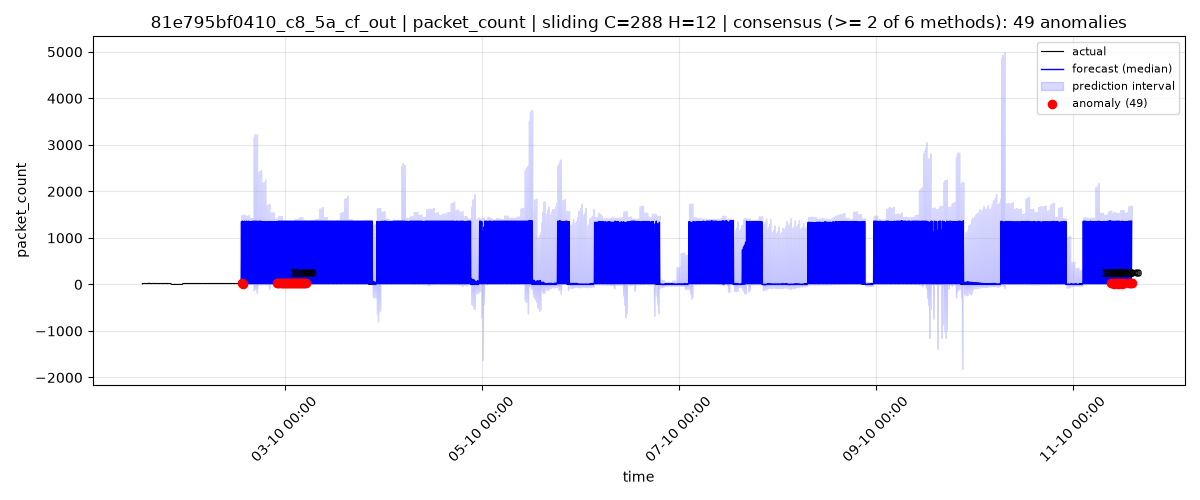 81e795bf0410_c8_5a_cf_out | packet_count | sliding C=288 H=12 | consensus (>= 2 of 6 methods): 49 anomalies
actual
forecast (median)
prediction interval
anomaly (49)
packet_count
5000
4000
3000
2000
1000
0
−1000
−2000
03-10 00:00
05-10 00:00
07-10 00:00
09-10 00:00
11-10 00:00
time